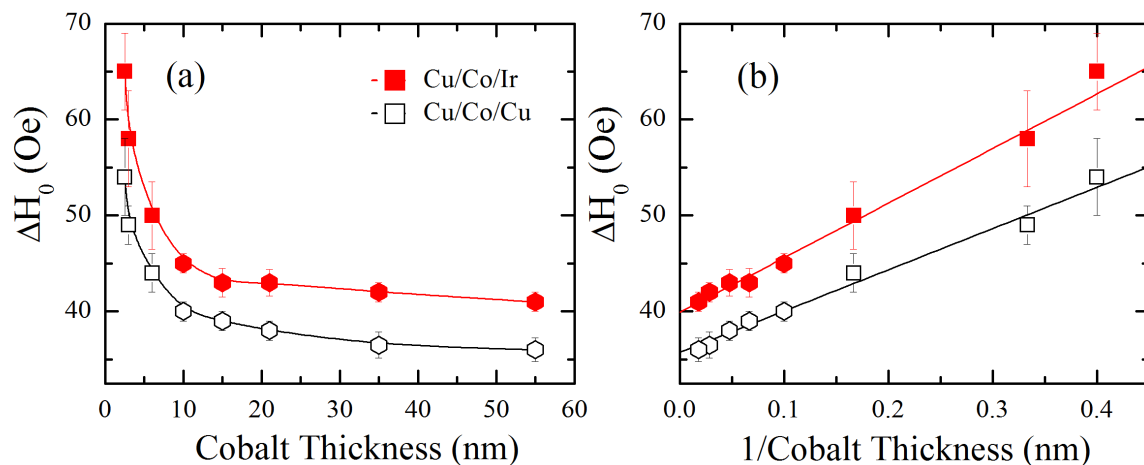 (a)
Cu/Co/Ir
Cu/Co/Cu
ΔH₀ (Oe)
70
60
50
40
0 10 20 30 40 50 60
Cobalt Thickness (nm)
(b)
ΔH₀ (Oe)
70
60
50
40
0.0 0.1 0.2 0.3 0.4
1/Cobalt Thickness (nm)